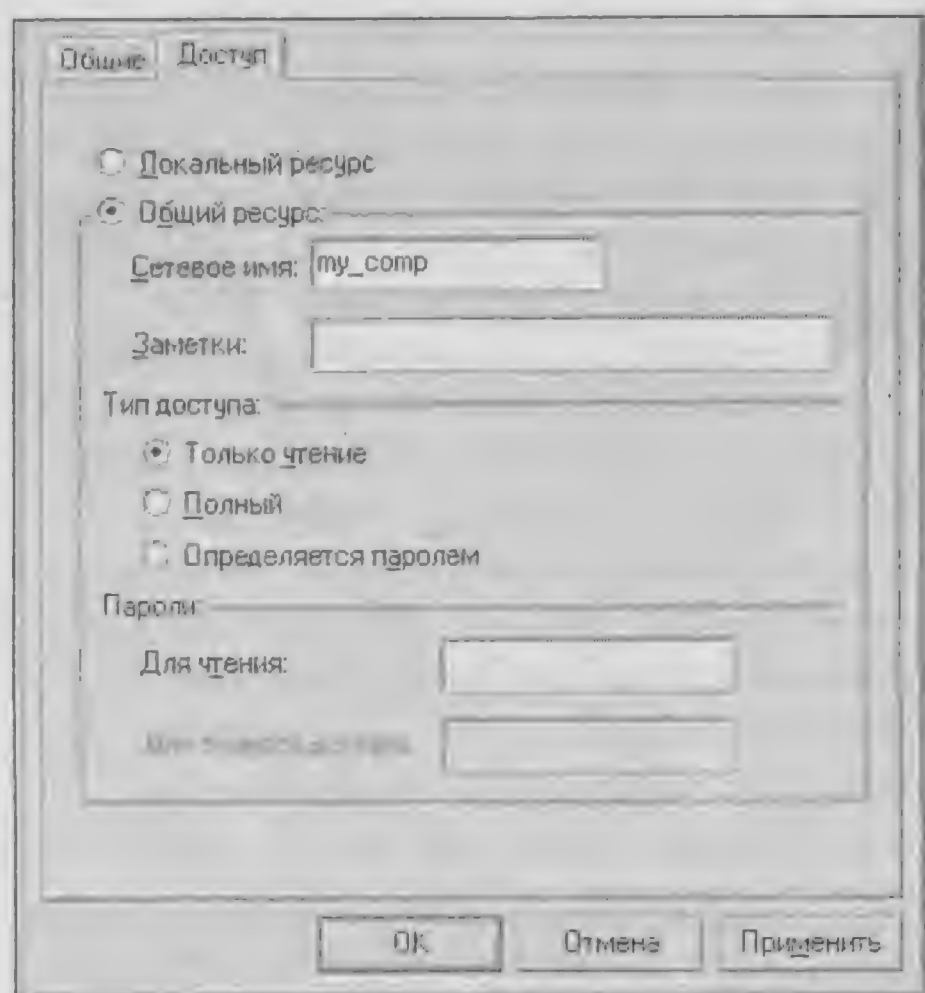 Общие Доступ
Локальный ресурс
Общий ресурс:
Сетевое имя: my_comp
Заметки:
Тип доступа:
Только чтение
Полный
Определяется паролем
Пароли:
Для чтения:
OK Отмена Применить